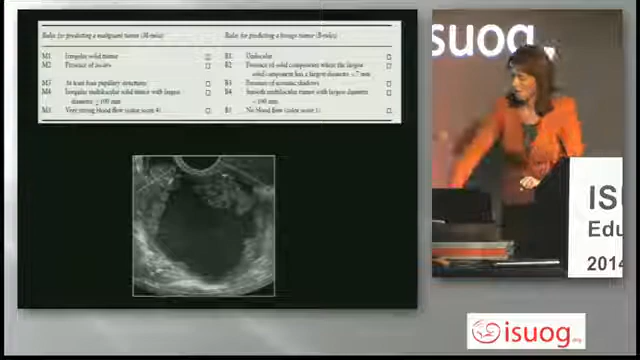 Rules for predicting a malignant tumor (M-rules)
Rules for predicting a benign tumor (B-rules)
M1 Irregular solid tumor
B1 Unilocular
M2 Presence of ascites
B2 Presence of solid components where the largest
solid component has a largest diameter < 7 mm
M3 At least four papillary structures
B3 Presence of acoustic shadows
M4 Irregular multilocular solid tumor with largest
diameter ≥ 100 mm
B4 Smooth multilocular tumor with largest diameter
< 100 mm
M5 Very strong blood flow (color score 4)
B5 No blood flow (color score 1)
suog.
IS
Edu
2014
isuog.org